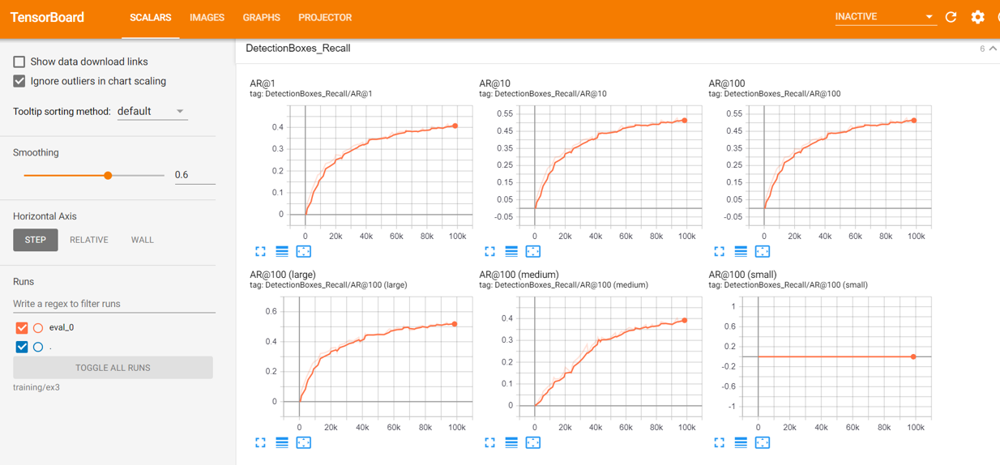 TensorBoard SCALARS IMAGES GRAPHS PROJECTOR INACTIVE
Show data download links
Ignore outliers in chart scaling
Tooltip sorting method: default
Smoothing
0.6
Horizontal Axis
STEP RELATIVE WALL
Runs
Write a regex to filter runs
eval_0
.
TOGGLE ALL RUNS
training/ex3
DetectionBoxes_Recall 6
AR@1
tag: DetectionBoxes_Recall/AR@1
0.4
0.3
0.2
0.1
0
0 20k 40k 60k 80k 100k
AR@10
tag: DetectionBoxes_Recall/AR@10
0.55
0.45
0.35
0.25
0.15
0.05
-0.05
0 20k 40k 60k 80k 100k
AR@100
tag: DetectionBoxes_Recall/AR@100
0.55
0.45
0.35
0.25
0.15
0.05
-0.05
0 20k 40k 60k 80k 100k
AR@100 (large)
tag: DetectionBoxes_Recall/AR@100 (large)
0.6
0.4
0.2
0
0 20k 40k 60k 80k 100k
AR@100 (medium)
tag: DetectionBoxes_Recall/AR@100 (medium)
0.4
0.3
0.2
0.1
0
0 20k 40k 60k 80k 100k
AR@100 (small)
tag: DetectionBoxes_Recall/AR@100 (small)
1
0.6
0.2
-0.2
-0.6
-1
0 20k 40k 60k 80k 100k